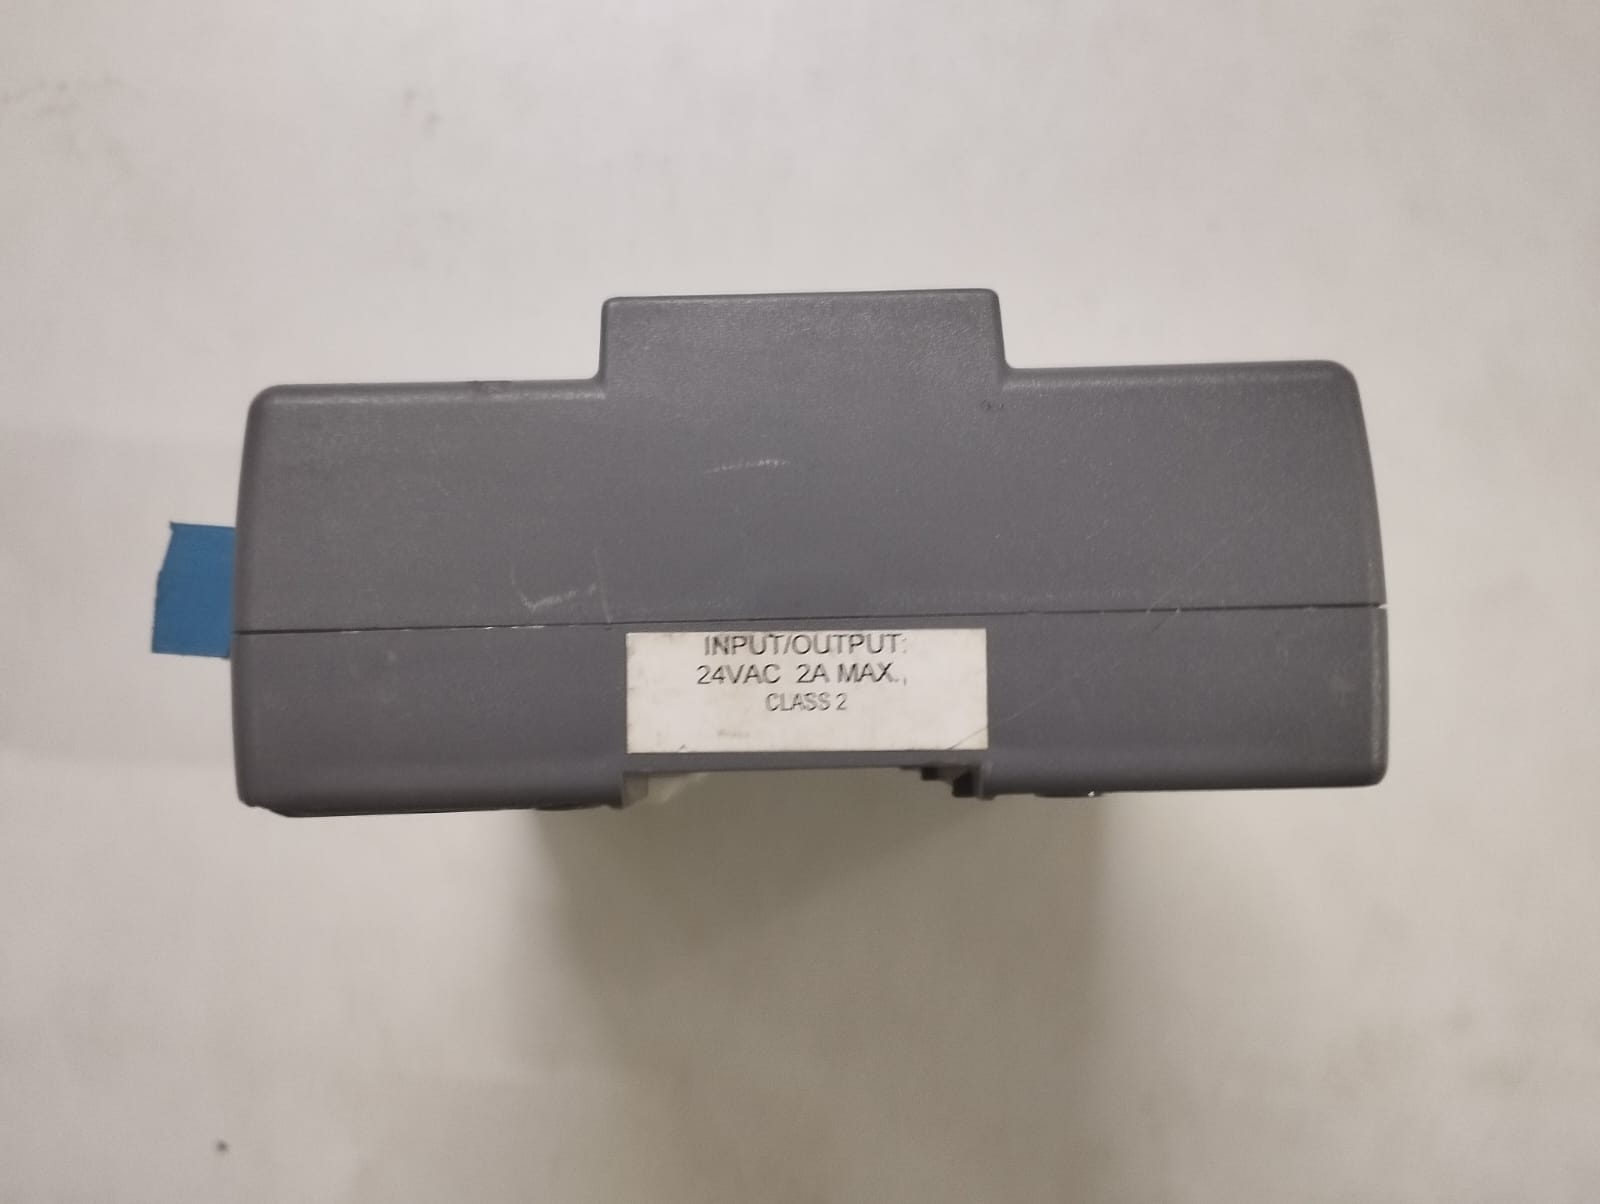 INPUT/OUTPUT:
24VAC 2A MAX.,
CLASS 2